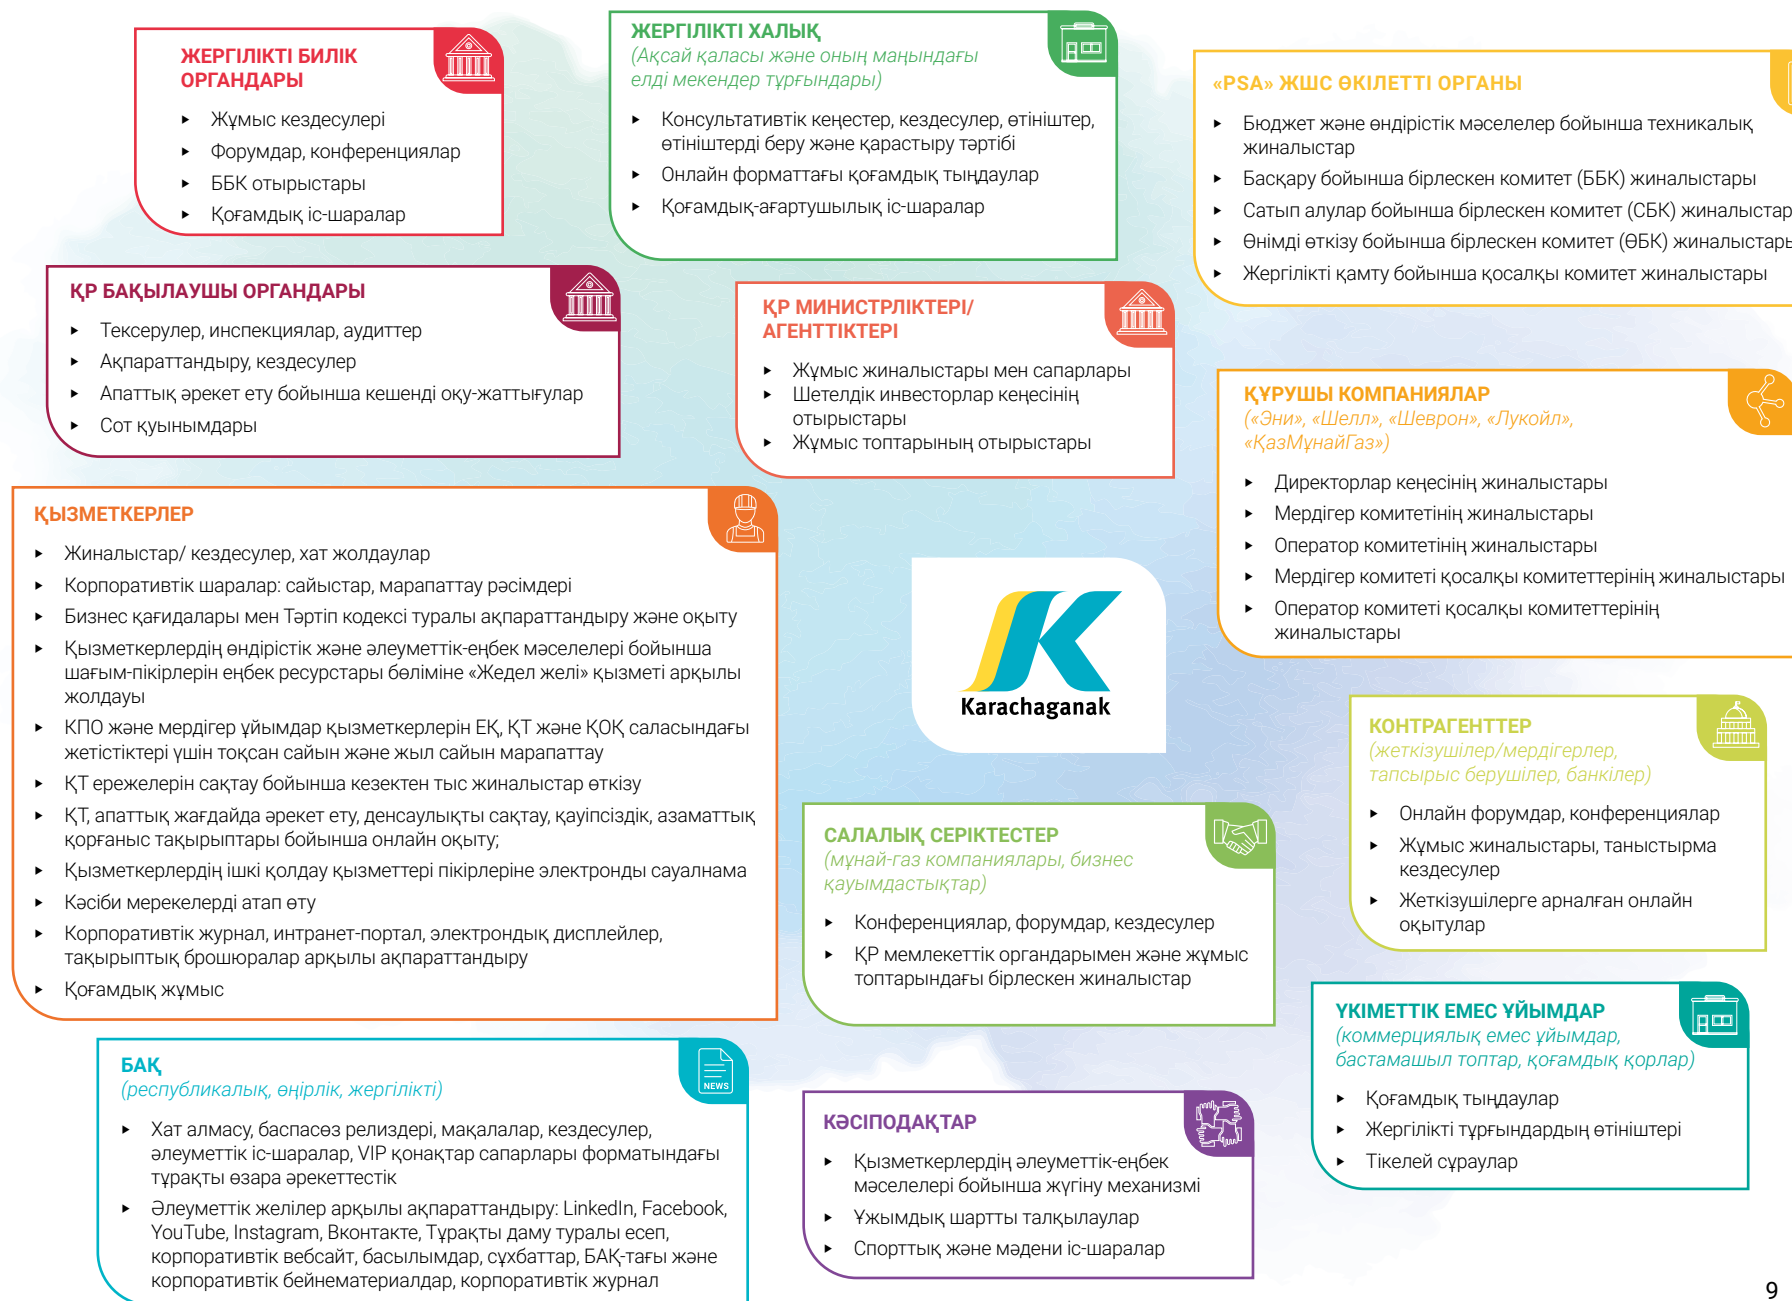 ЖЕРГІЛІКТІ БИЛІК
ОРГАНДАРЫ
▸ Жұмыс кездесулері
▸ Форумдар, конференциялар
▸ ББК отырыстары
▸ Қоғамдық іс-шаралар
ЖЕРГІЛІКТІ ХАЛЫҚ
(Ақсай қаласы және оның маңындағы
елді мекендер тұрғындары)
▸ Консультативтік кеңестер, кездесулер, өтініштер,
өтініштерді беру және қарастыру тәртібі
▸ Онлайн форматтағы қоғамдық тыңдаулар
▸ Қоғамдық-ағартушылық іс-шаралар
«PSA» ЖШС ӨКІЛЕТТІ ОРГАНЫ
▸ Бюджет және өндірістік мәселелер бойынша техникалық
жиналыстар
▸ Басқару бойынша бірлескен комитет (ББК) жиналыстары
▸ Сатып алулар бойынша бірлескен комитет (СБК) жиналыстар
▸ Өнімді өткізу бойынша бірлескен комитет (ӨБК) жиналыстары
▸ Жергілікті қамту бойынша қосалқы комитет жиналыстары
ҚР БАҚЫЛАУШЫ ОРГАНДАРЫ
▸ Тексерулер, инспекциялар, аудиттер
▸ Ақпараттандыру, кездесулер
▸ Апаттық әрекет ету бойынша кешенді оқу-жаттығулар
▸ Сот қуынымдары
ҚР МИНИСТРЛІКТЕРІ/
АГЕНТТІКТЕРІ
▸ Жұмыс жиналыстары мен сапарлары
▸ Шетелдік инвесторлар кеңесінің
отырыстары
▸ Жұмыс топтарының отырыстары
ҚҰРУШЫ КОМПАНИЯЛАР
(«Эни», «Шелл», «Шеврон», «Лукойл»,
«ҚазМұнайГаз»)
▸ Директорлар кеңесінің жиналыстары
▸ Мердігер комитетінің жиналыстары
▸ Оператор комитетінің жиналыстары
▸ Мердігер комитеті қосалқы комитеттерінің жиналыстары
▸ Оператор комитеті қосалқы комитеттерінің
жиналыстары
ҚЫЗМЕТКЕРЛЕР
▸ Жиналыстар/ кездесулер, хат жолдаулар
▸ Корпоративтік шаралар: сайыстар, марапаттау рәсімдері
▸ Бизнес қағидалары мен Тәртіп кодексі туралы ақпараттандыру және оқыту
▸ Қызметкерлердің өндірістік және әлеуметтік-еңбек мәселелері бойынша
шағым-пікірлерін еңбек ресурстары бөліміне «Жедел желі» қызметі арқылы
жолдауы
▸ КПО және мердігер ұйымдар қызметкерлерін ЕҚ, ҚТ және ҚОҚ саласындағы
жетістіктері үшін тоқсан сайын және жыл сайын марапаттау
▸ ҚТ ережелерін сақтау бойынша кезектен тыс жиналыстар өткізу
▸ ҚТ, апаттық жағдайда әрекет ету, денсаулықты сақтау, қауіпсіздік, азаматтық
қорғаныс тақырыптары бойынша онлайн оқыту;
▸ Қызметкерлердің ішкі қолдау қызметтері пікірлеріне электронды сауалнама
▸ Кәсіби мерекелерді атап өту
▸ Корпоративтік журнал, интранет-портал, электрондық дисплейлер,
тақырыптық брошюралар арқылы ақпараттандыру
▸ Қоғамдық жұмыс
Karachaganak
КОНТРАГЕНТТЕР
(жеткізушілер/мердігерлер,
тапсырыс берушілер, банкілер)
▸ Онлайн форумдар, конференциялар
▸ Жұмыс жиналыстары, таныстырма
кездесулер
▸ Жеткізушілерге арналған онлайн
оқытулар
САЛАЛЫҚ СЕРІКТЕСТЕР
(мұнай-газ компаниялары, бизнес
қауымдастықтар)
▸ Конференциялар, форумдар, кездесулер
▸ ҚР мемлекеттік органдарымен және жұмыс
топтарындағы бірлескен жиналыстар
ҮКІМЕТТІК ЕМЕС ҰЙЫМДАР
(коммерциялық емес ұйымдар,
бастамашыл топтар, қоғамдық қорлар)
▸ Қоғамдық тыңдаулар
▸ Жергілікті тұрғындардың өтініштері
▸ Тікелей сұраулар
БАҚ
(республикалық, өңірлік, жергілікті)
NEWS
▸ Хат алмасу, баспасөз релиздері, мақалалар, кездесулер,
әлеуметтік іс-шаралар, VIP қонақтар сапарлары форматындағы
тұрақты өзара әрекеттестік
▸ Әлеуметтік желілер арқылы ақпараттандыру: LinkedIn, Facebook,
YouTube, Instagram, Вконтакте, Тұрақты даму туралы есеп,
корпоративтік вебсайт, басылымдар, сұхбаттар, БАҚ-тағы және
корпоративтік бейнематериалдар, корпоративтік журнал
КӘСІПОДАҚТАР
▸ Қызметкерлердің әлеуметтік-еңбек
мәселелері бойынша жүгіну механизмі
▸ Ұжымдық шартты талқылаулар
▸ Спорттық және мәдени іс-шаралар
9